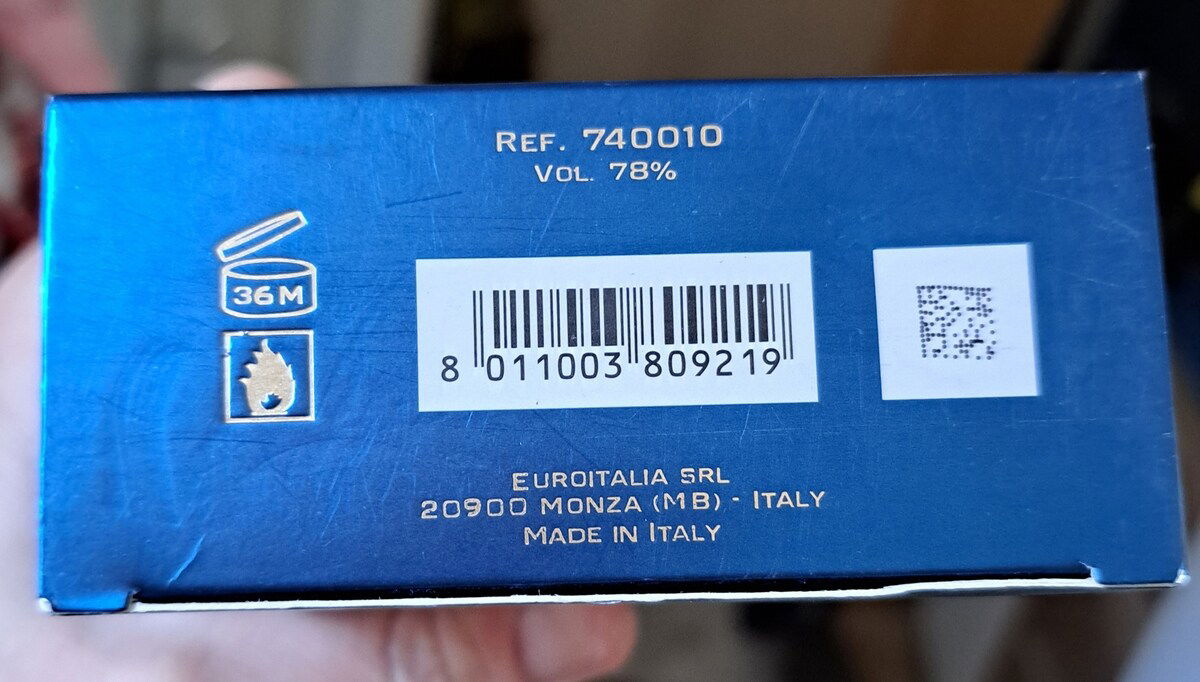 REF. 740010
VOL. 78%
36M
8 011003 809219
EUROITALIA SRL
20900 MONZA (MB) - ITALY
MADE IN ITALY